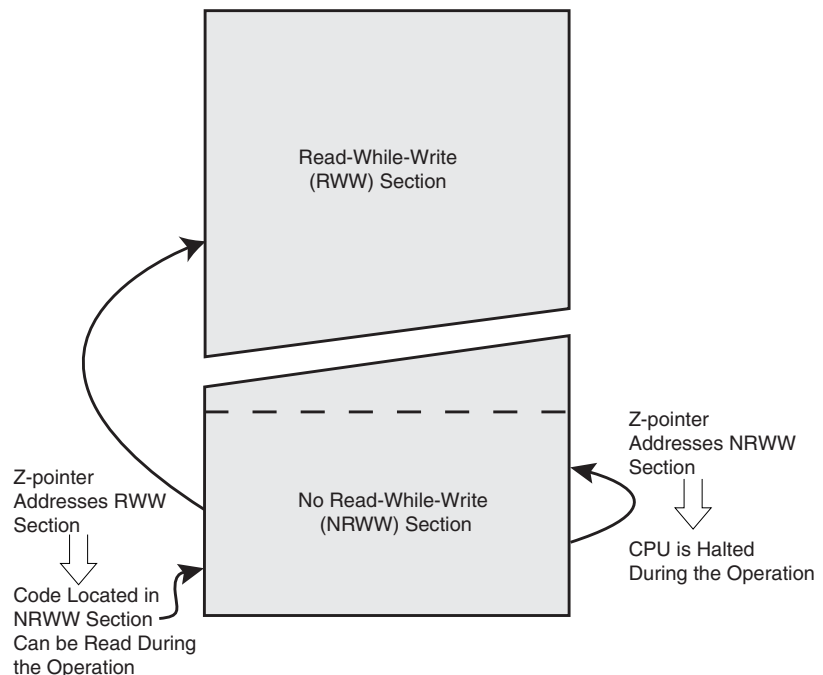 Read-While-Write
(RWW) Section
Z-pointer
Addresses NRWW
Section
Z-pointer
Addresses RWW
Section
No Read-While-Write
(NRWW) Section
CPU is Halted
During the Operation
Code Located in
NRWW Section
Can be Read During
the Operation